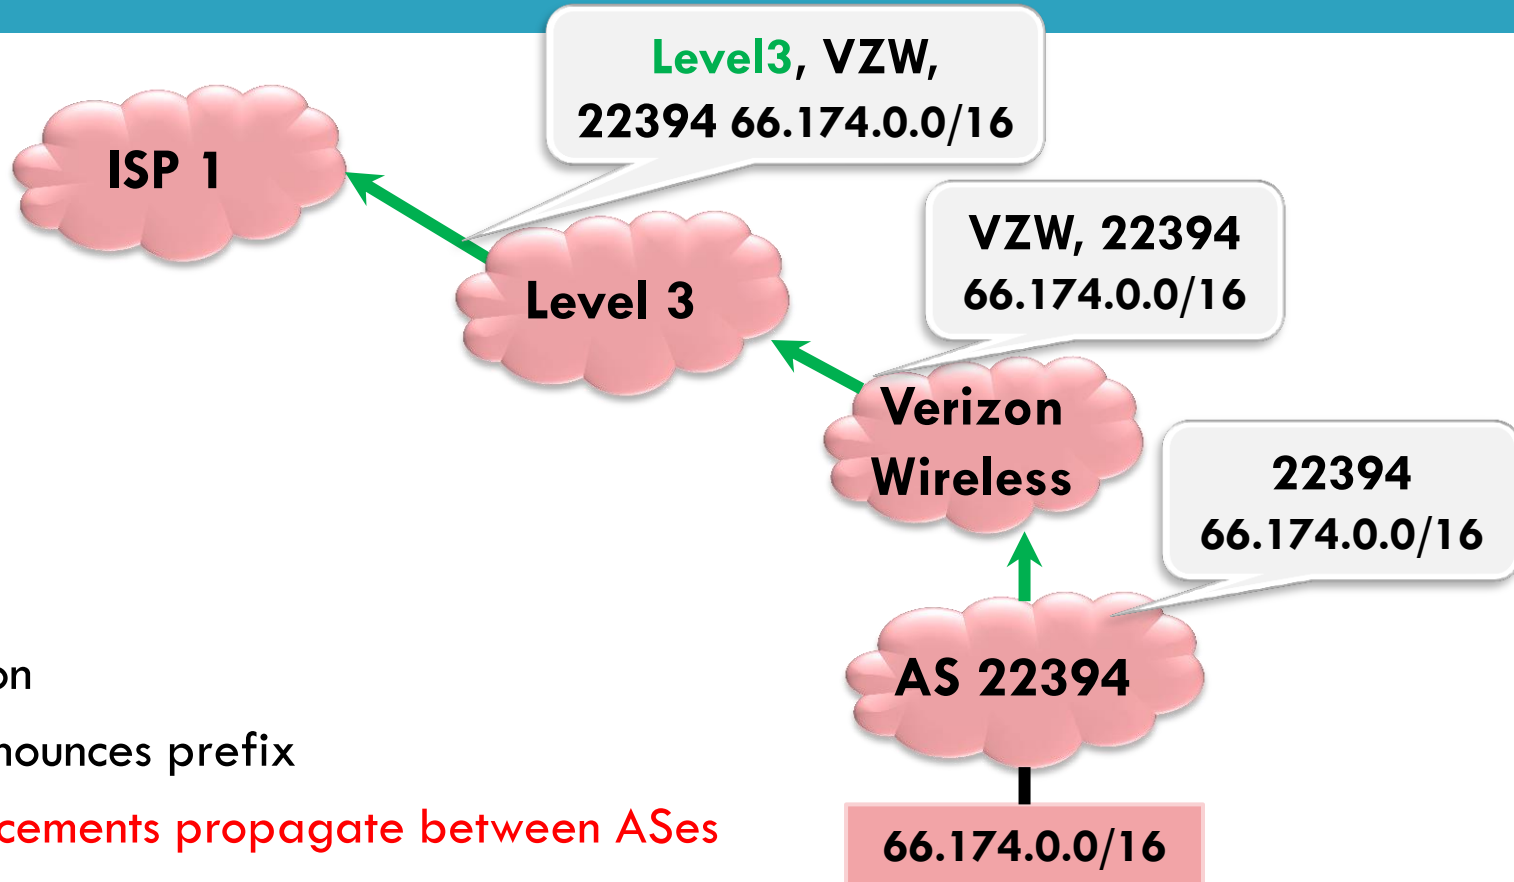 Level3, VZW,
22394 66.174.0.0/16
ISP 1
VZW, 22394
66.174.0.0/16
Level 3
Verizon
Wireless
22394
66.174.0.0/16
AS 22394
prefix
propagate between ASes
66.174.0.0/16